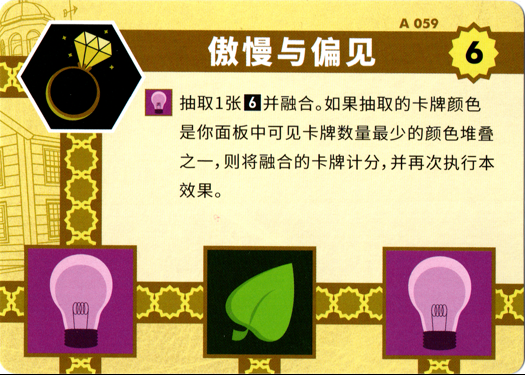 A 059
傲慢与偏见
6
抽取1张6并融合。如果抽取的卡牌颜色
是你面板中可见卡牌数量最少的颜色堆叠
之一，则将融合的卡牌计分，并再次执行本
效果。